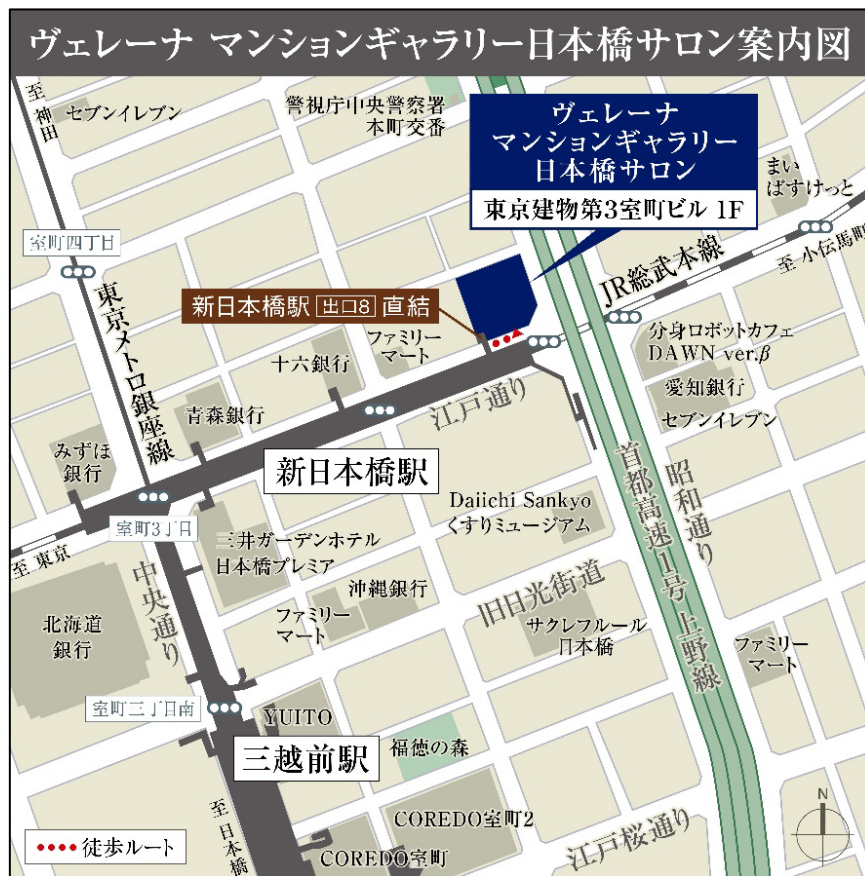 ヴェレーナ マンションギャラリー日本橋サロン案内図
至 神田
セブンイレブン
警視庁中央警察署
本町交番
ヴェレーナ
マンションギャラリー
日本橋サロン
東京建物第3室町ビル 1F
まい
ばすけっと
室町四丁目
東京メトロ銀座線
JR総武本線
至 小伝馬町
新日本橋駅 出口8 直結
ファミリー
マート
十六銀行
江戸通り
分身ロボットカフェ
DAWN ver.β
愛知銀行
セブンイレブン
青森銀行
みずほ
銀行
新日本橋駅
室町3丁目
至 東京
中央通り
三井ガーデンホテル
日本橋プレミア
Daiichi Sankyo
くすりミュージアム
首都高速1号 上野線
昭和通り
沖縄銀行
ファミリー
マート
旧日光街道
サクレフルール
日本橋
ファミリー
マート
北海道
銀行
室町三丁目南
YUITO
三越前駅
福徳の森
至 日本橋
COREDO室町2
COREDO室町
江戸桜通り
N
徒歩ルート